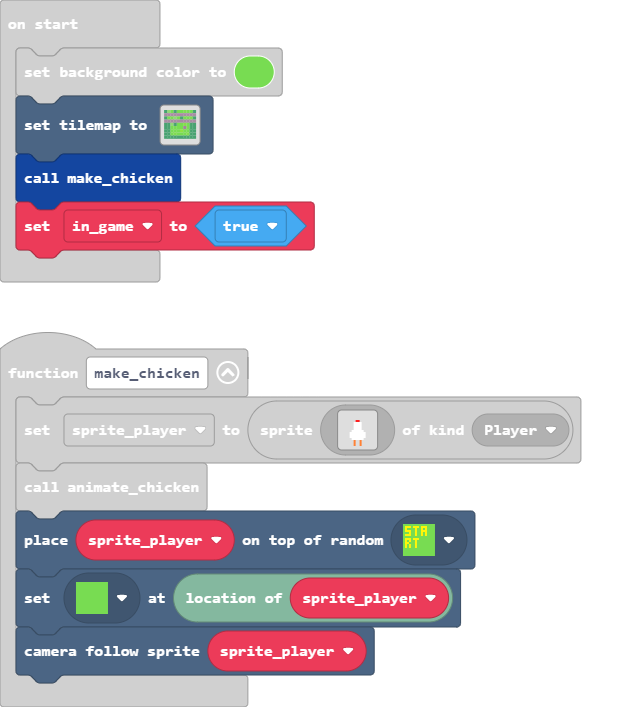 on start
set background color to
set tilemap to
call make_chicken
set in_game to true
function make_chicken
set sprite_player to sprite of kind Player
call animate_chicken
place sprite_player on top of random START
set at location of sprite_player
camera follow sprite sprite_player